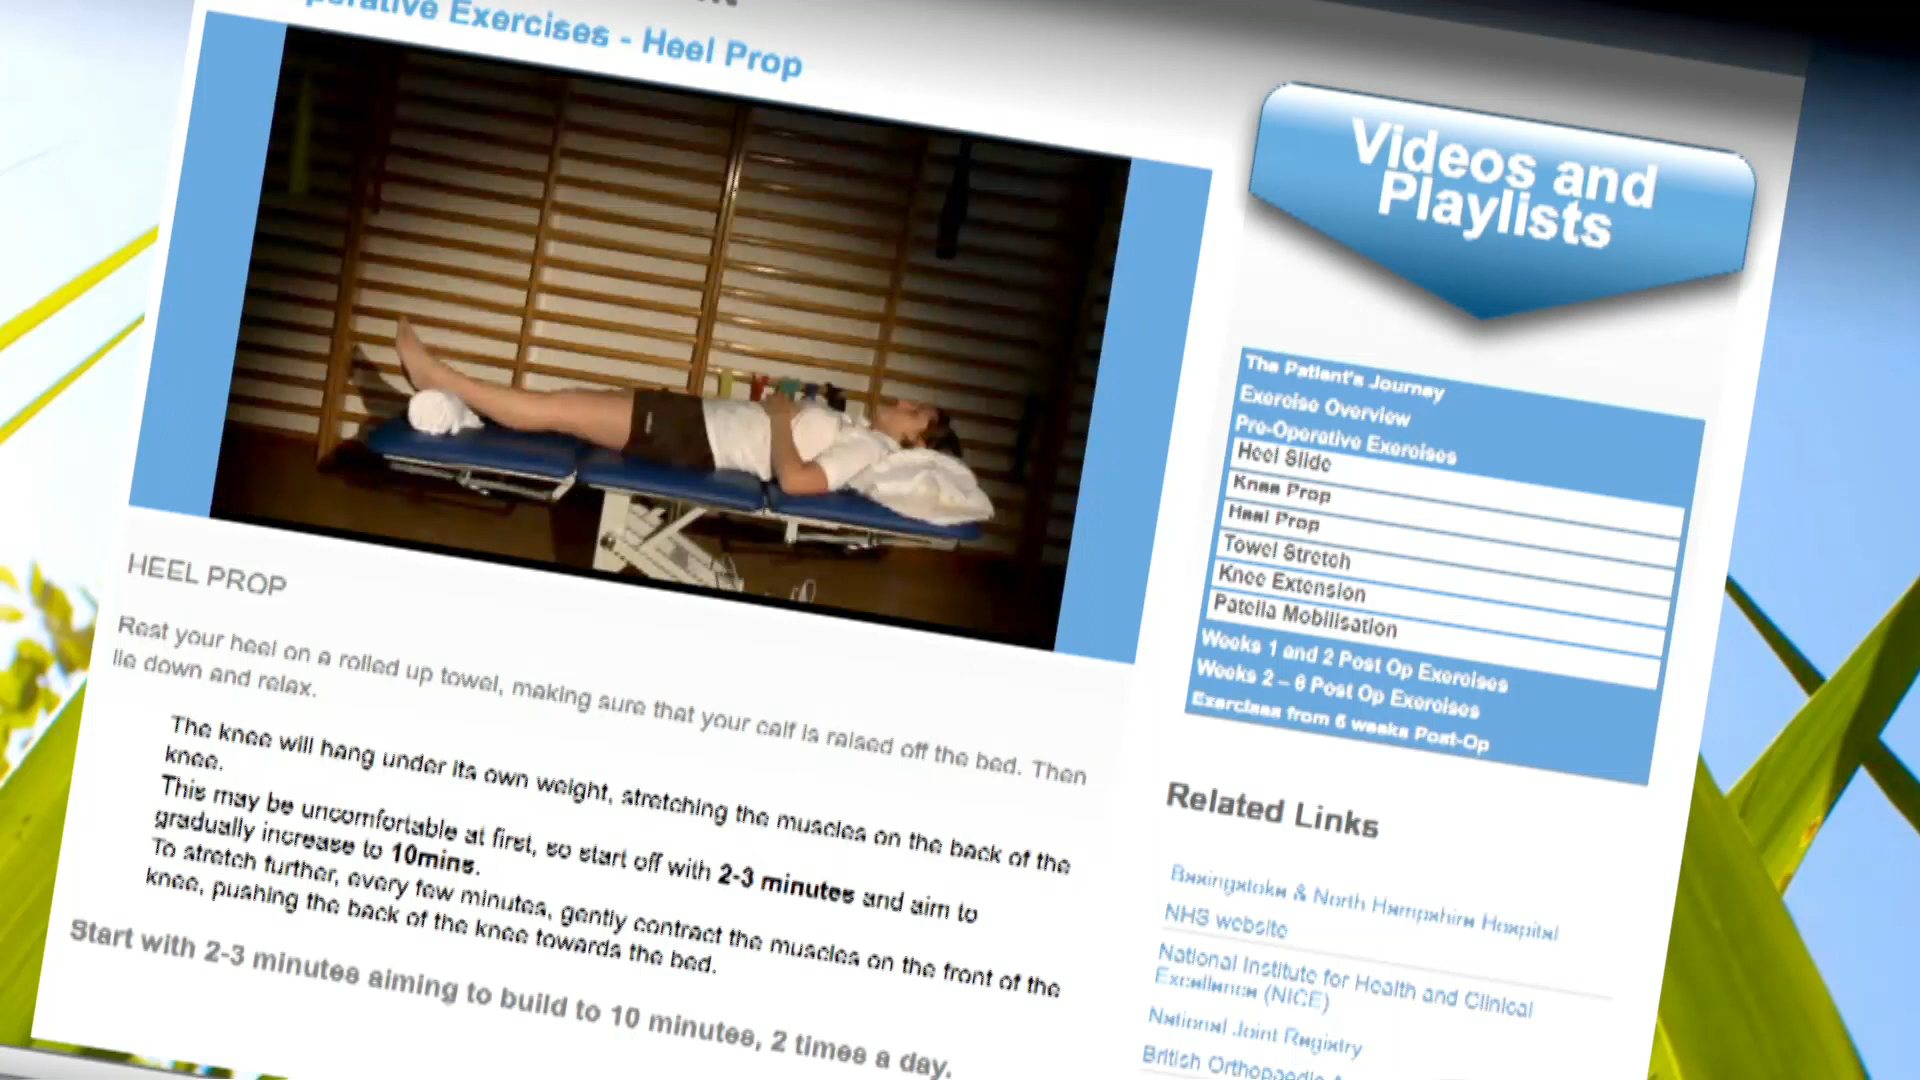 Exercises - Heel Prop
Videos and
Playlists
The Patient's Journey
Exercise Overview
Pre-Operative Exercises
Heel Slide
Knee Prop
Heel Prop
Towel Stretch
Knee Extension
Patella Mobilisation
Weeks 1 and 2 Post Op Exercises
Weeks 2 – 6 Post Op Exercises
Exercises from 6 weeks Post-Op
HEEL PROP
Rest your heel on a rolled up towel, making sure that your calf is raised off the bed. Then
lie down and relax.
The knee will hang under its own weight, stretching the muscles on the back of the
knee.
This may be uncomfortable at first, so start off with 2-3 minutes and aim to
gradually increase to 10mins.
To stretch further, every few minutes, gently contract the muscles on the front of the
knee, pushing the back of the knee towards the bed.
Start with 2-3 minutes aiming to build to 10 minutes, 2 times a day.
Related Links
Basingstoke & North Hampshire Hospital
NHS website
National Institute for Health and Clinical
Excellence (NICE)
National Joint Registry
British Orthopaedic